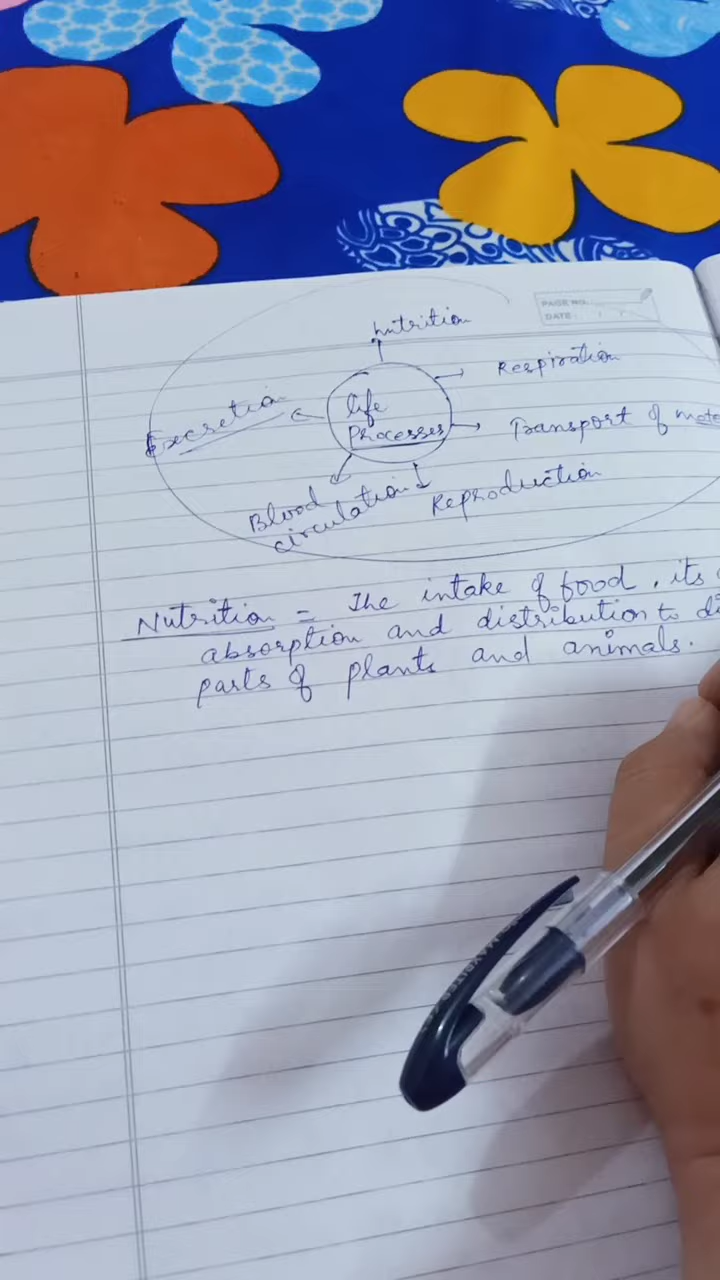 PAGE NO.:
DATE: / /
Nutrition
Respiration
life
Processes
Excretion
Transport of
Blood
circulation
Reproduction
Nutrition = The intake of food, its
absorption and distribution to
parts of plants and animals.